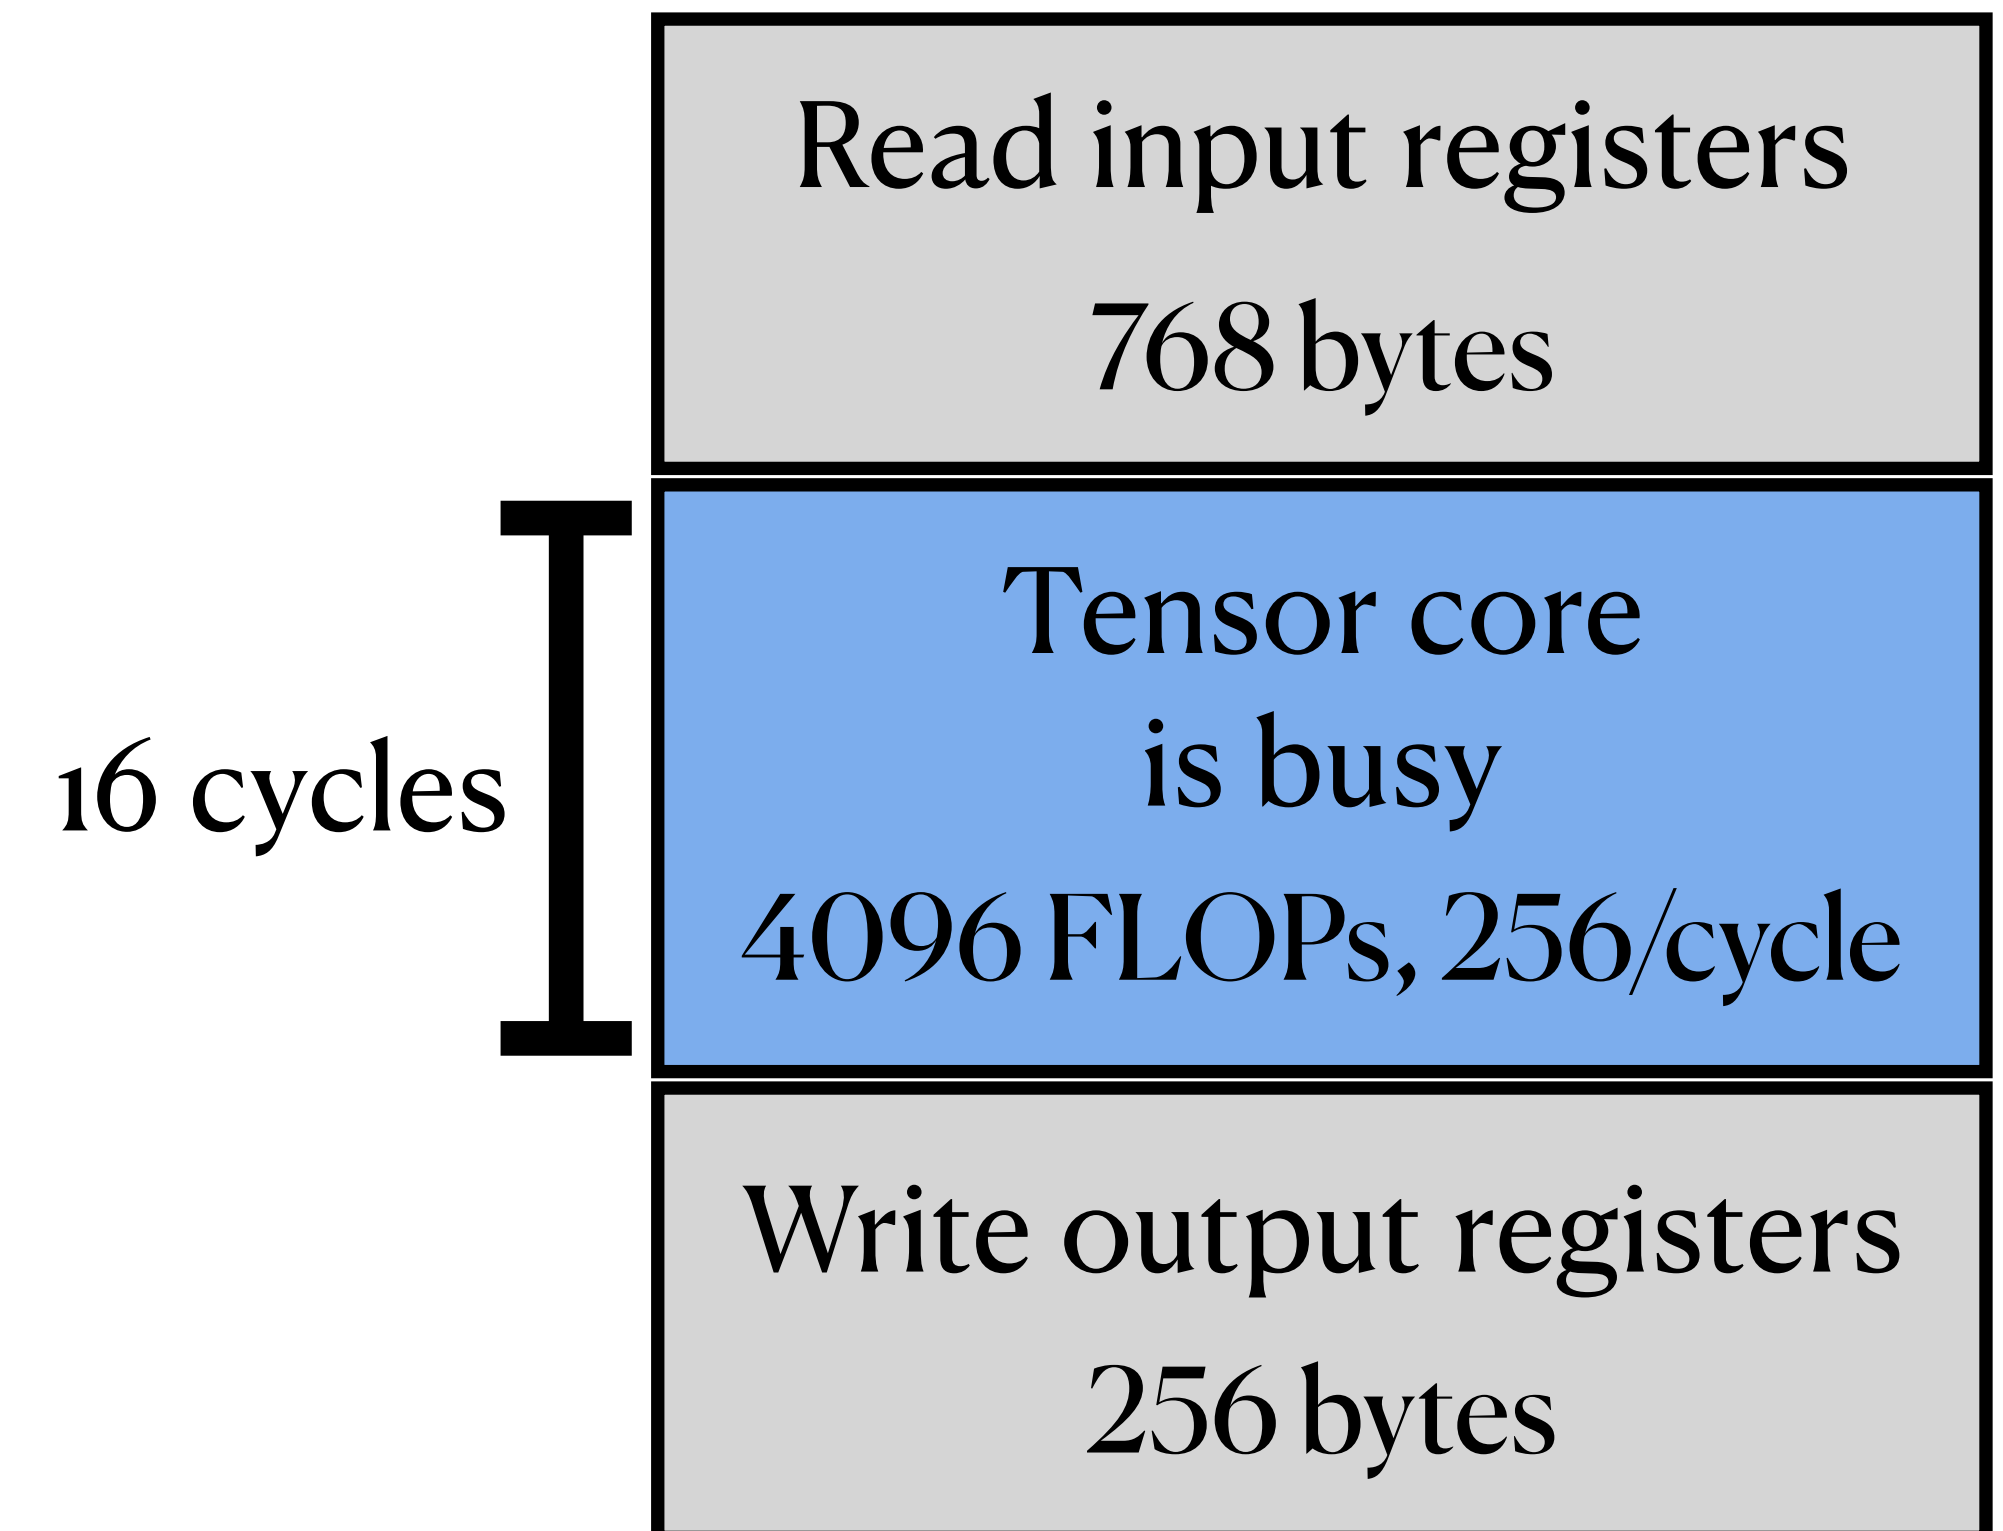 Read input registers
768 bytes
16 cycles
Tensor core
is busy
4096 FLOPs, 256/cycle
Write output registers
256 bytes